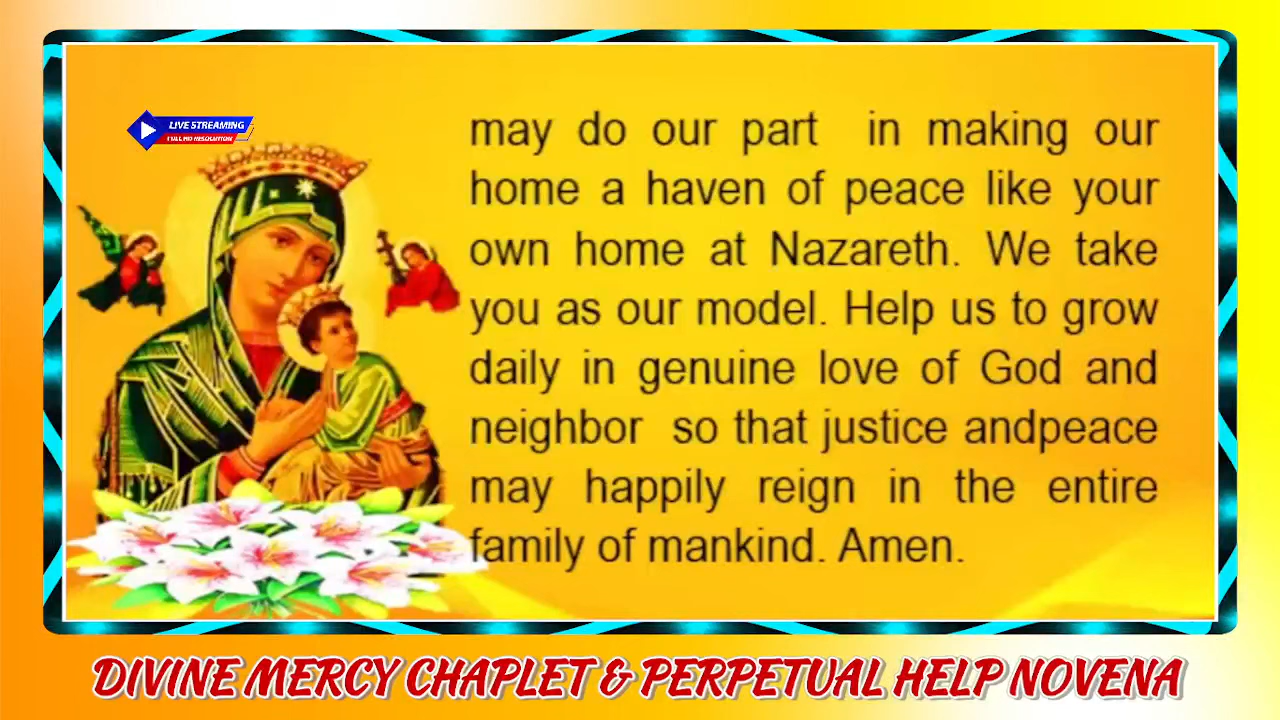 LIVE STREAMING
FULL HD RESOLUTION
may do our part in making our
home a haven of peace like your
own home at Nazareth. We take
you as our model. Help us to grow
daily in genuine love of God and
neighbor so that justice andpeace
may happily reign in the entire
family of mankind. Amen.
DIVINE MERCY CHAPLET & PERPETUAL HELP NOVENA